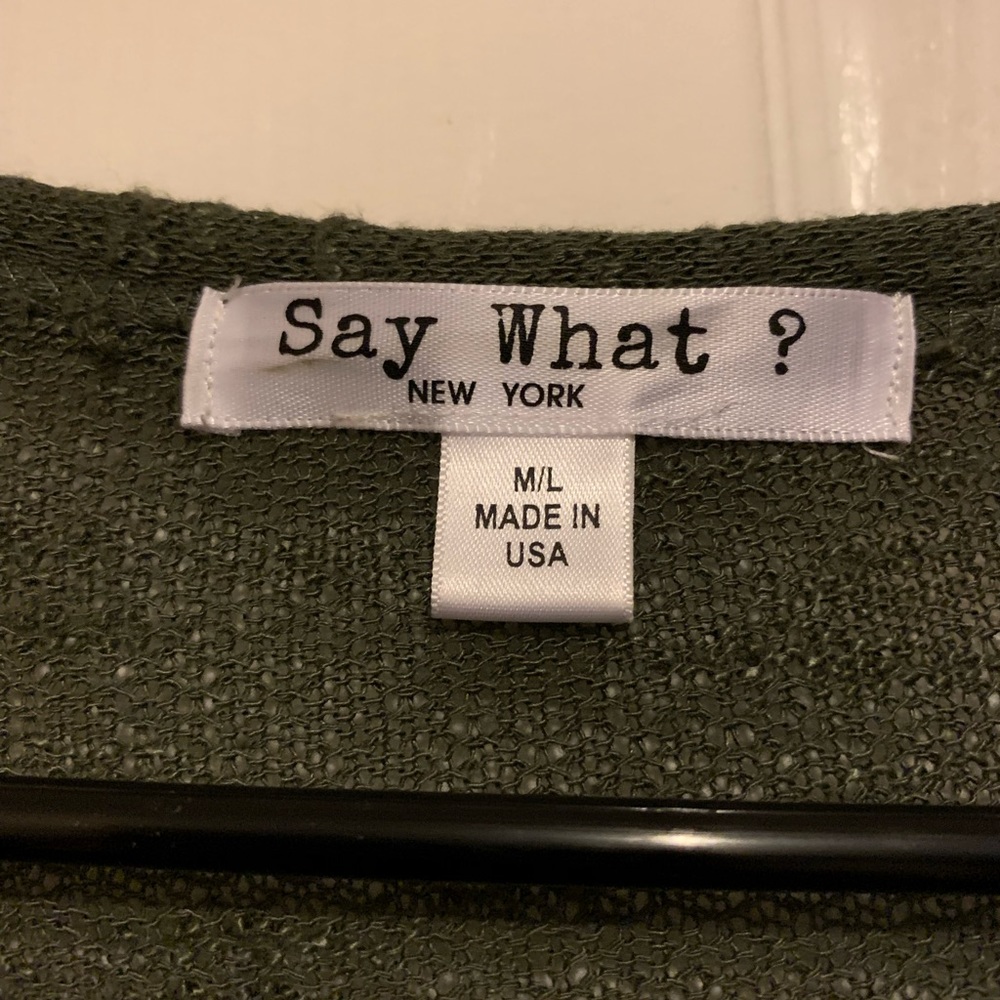 Say What ?
NEW YORK
M/L
MADE IN
USA